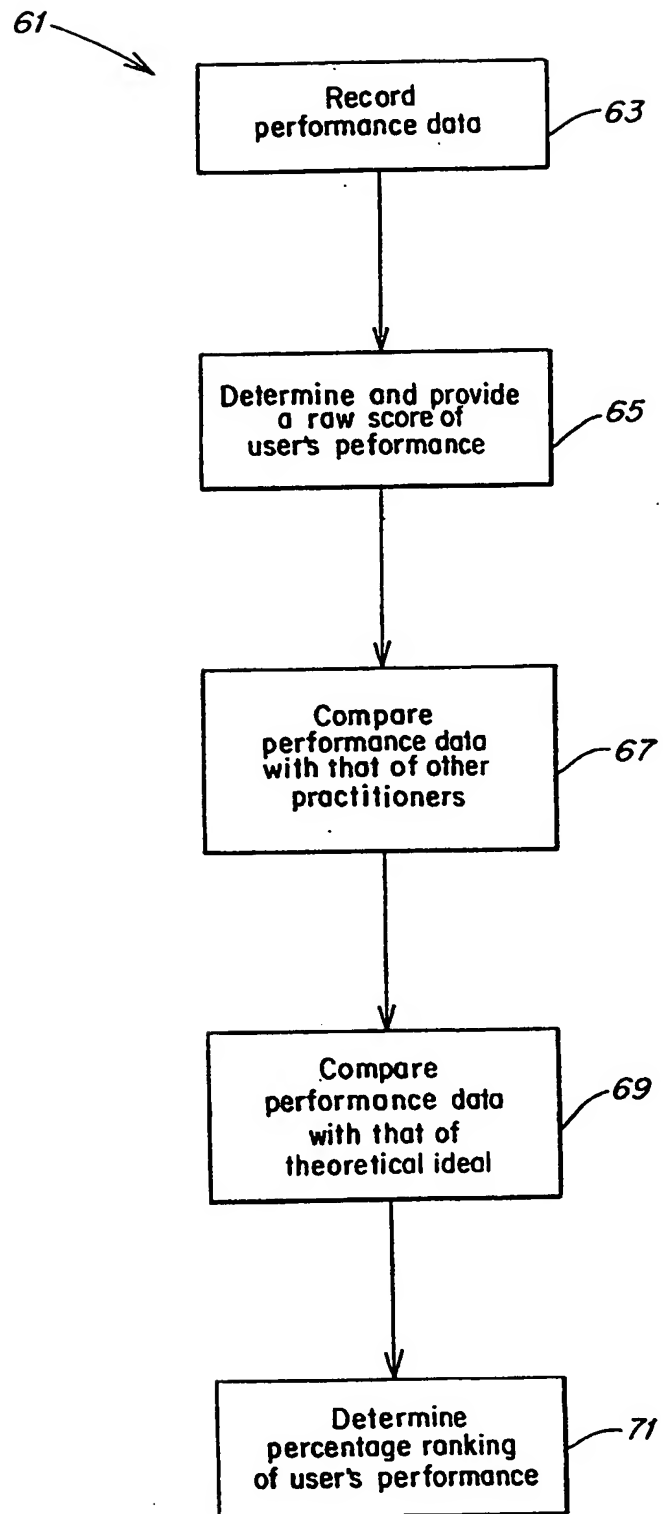 61
Record
performance data
63
Determine and provide
a raw score of
user's peformance
65
Compare
performance data
with that of other
practitioners
67
Compare
performance data
with that of
theoretical ideal
69
Determine
percentage ranking
of user's performance
71